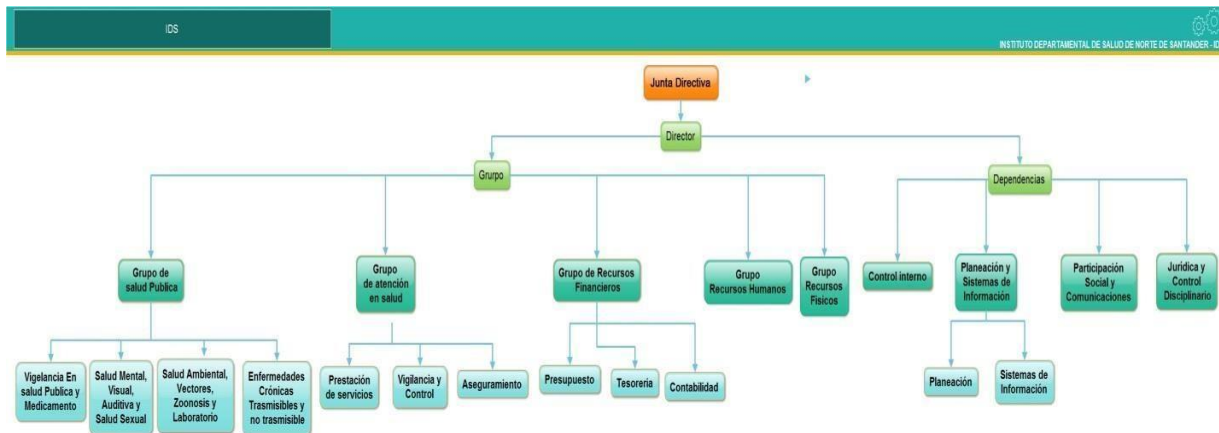 IDS
INSTITUTO DEPARTAMENTAL DE SALUD DE NORTE DE SANTANDER - ID
Junta Directiva
Director
Grurpo
Dependencias
Grupo de
salud Publica
Grupo
de atención
en salud
Grupo de Recursos
Financieros
Grupo
Recursos Humanos
Grupo
Recursos
Fisicos
Control interno
Planeación y
Sistemas de
Información
Participación
Social y
Comunicaciones
Juridica y
Control
Disciplinario
Vigelancia En
salud Publica y
Medicamento
Salud Mental,
Visual,
Auditiva y
Salud Sexual
Salud Ambiental,
Vectores,
Zoonosis y
Laboratorio
Enfermedades
Crónicas
Trasmisibles y
no trasmisible
Prestación
de servicios
Vigilancia y
Control
Aseguramiento
Presupuesto
Tesoreria
Contabilidad
Planeación
Sistemas de
Información